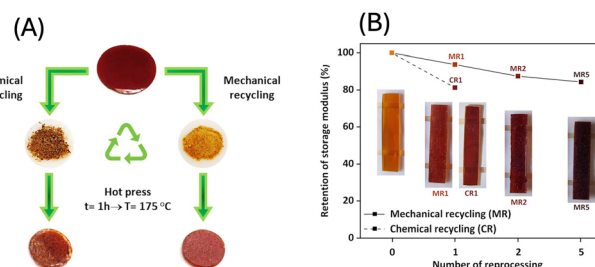 (A)
Mechanical
recycling
Hot press
t= 1h→T= 175 °C
(B)
Retention of storage modulus (%)
100
80
60
40
20
0
MR1
CR1
MR2
MR5
MR1
CR1
MR2
MR5
Mechanical recycling (MR)
Chemical recycling (CR)
0
1
2
5
Number of reprocessing